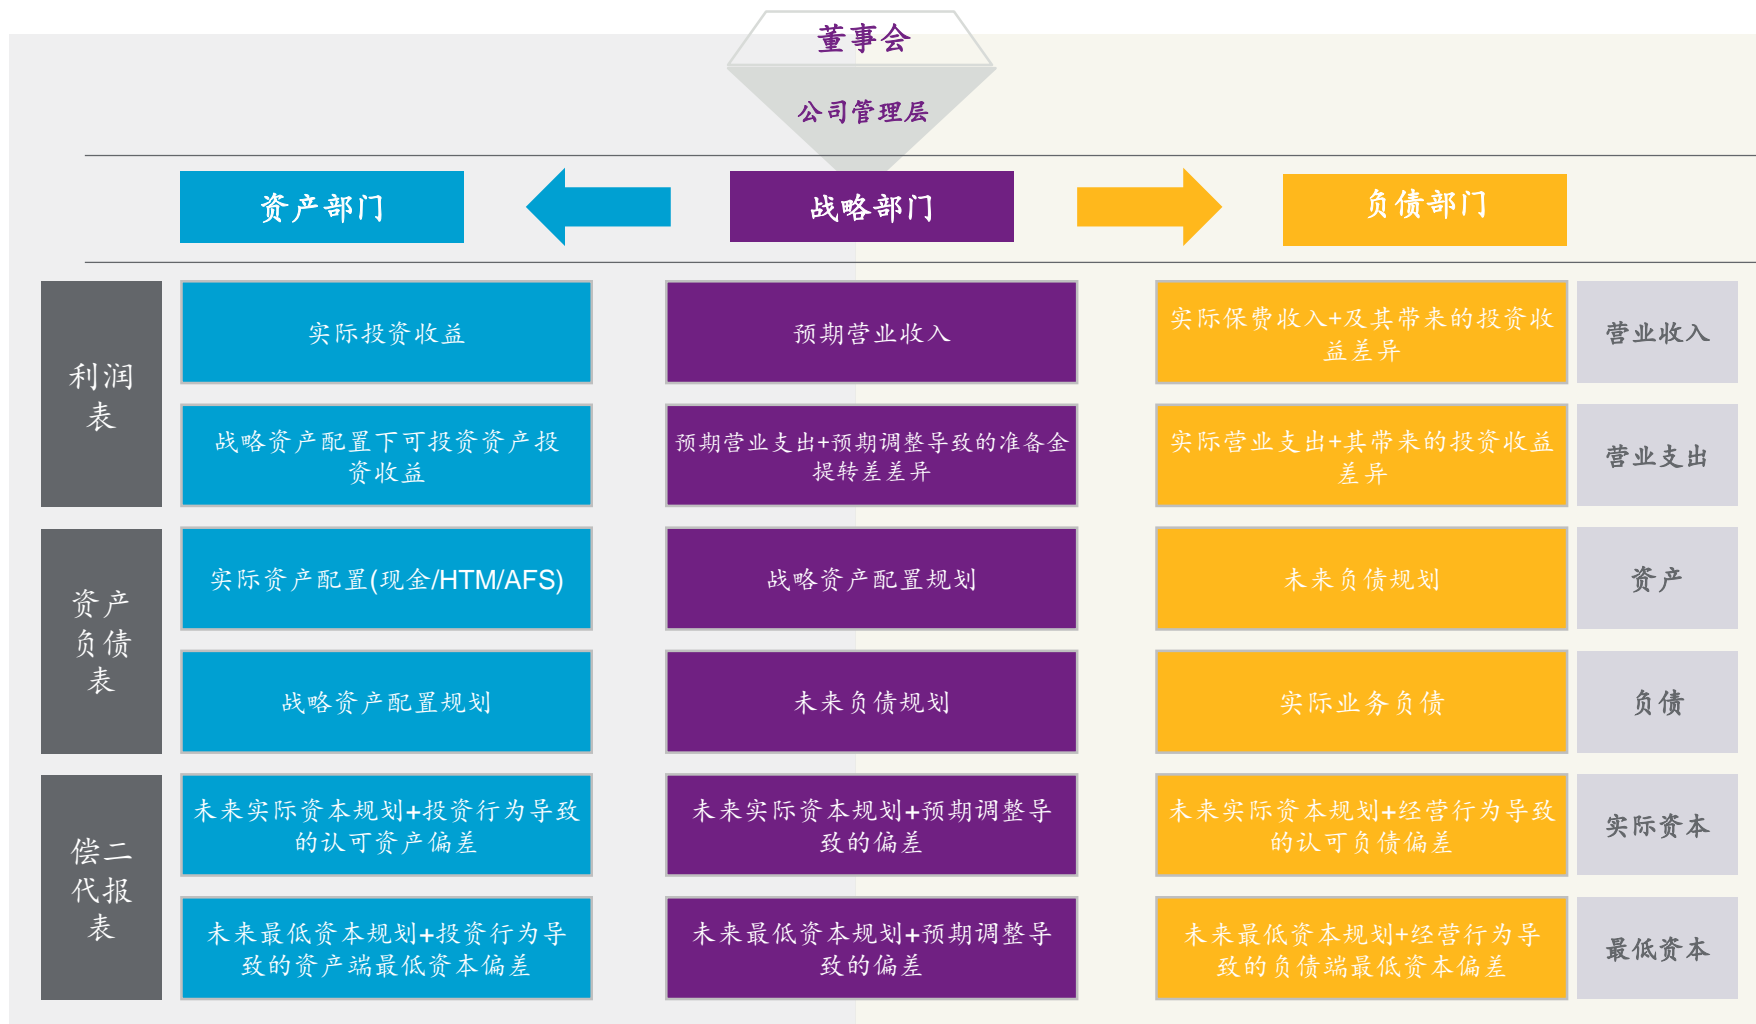 董事会
公司管理层
资产部门
战略部门
负债部门
利润
表
实际投资收益
预期营业收入
实际保费收入+及其带来的投资收
益差异
营业收入
战略资产配置下可投资资产投
资收益
预期营业支出+预期调整导致的准备金
提转差差异
实际营业支出+其带来的投资收益
差异
营业支出
资产
负债
表
实际资产配置(现金/HTM/AFS)
战略资产配置规划
未来负债规划
资产
战略资产配置规划
未来负债规划
实际业务负债
负债
偿二
代报
表
未来实际资本规划+投资行为导致
的认可资产偏差
未来实际资本规划+预期调整导
致的偏差
未来实际资本规划+经营行为导致
的认可负债偏差
实际资本
未来最低资本规划+投资行为导
致的资产端最低资本偏差
未来最低资本规划+预期调整导
致的偏差
未来最低资本规划+经营行为导
致的负债端最低资本偏差
最低资本